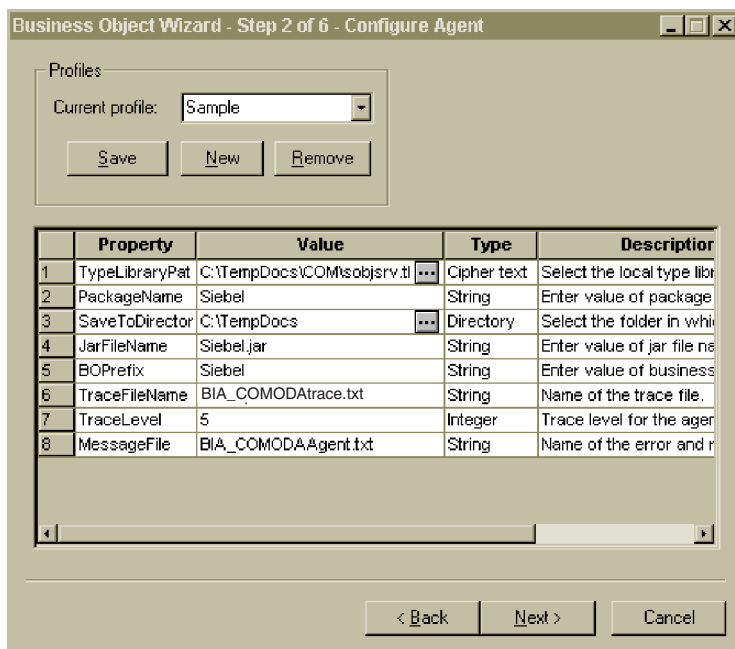 Business Object Wizard - Step 2 of 6 - Configure Agent
Profiles
Current profile: Sample
Save New Remove
Property Value Type Descriptior
1 TypeLibraryPat C:\TempDocs\COM\sobjsrv.tl ... Cipher text Select the local type libr
2 PackageName Siebel String Enter value of package
3 SaveToDirector C:\TempDocs ... Directory Select the folder in whic
4 JarFileName Siebel.jar String Enter value of jar file na
5 BOPrefix Siebel String Enter value of business
6 TraceFileName BIA_COMODAtrace.txt String Name of the trace file.
7 TraceLevel 5 Integer Trace level for the ager
8 MessageFile BIA_COMODAAgent.txt String Name of the error and r
< Back Next > Cancel